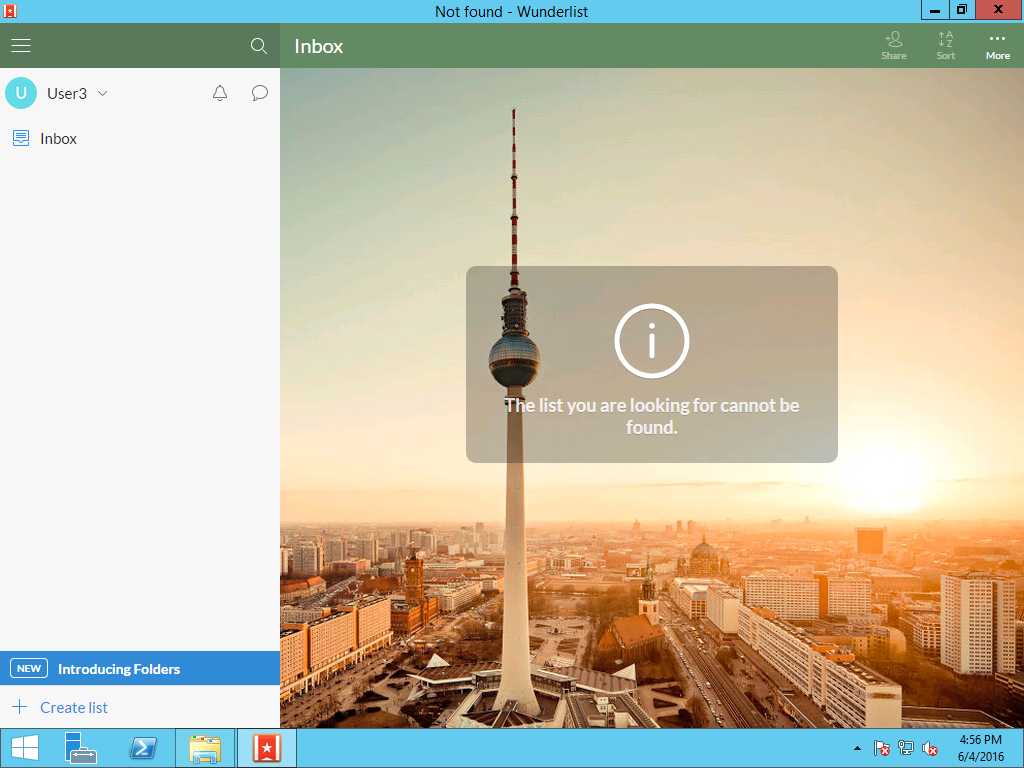 Not found - Wunderlist
Inbox
Share
Sort
More
U
User3
Inbox
The list you are looking for cannot be
found.
NEW
Introducing Folders
Create list
4:56 PM
6/4/2016